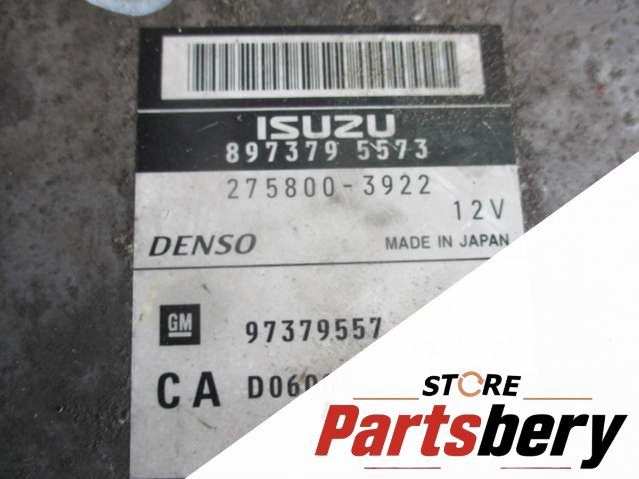 ISUZU
897379 5573
275800-3922
12V
DENSO MADE IN JAPAN
GM 97379557
CA
STORE
Partsbery